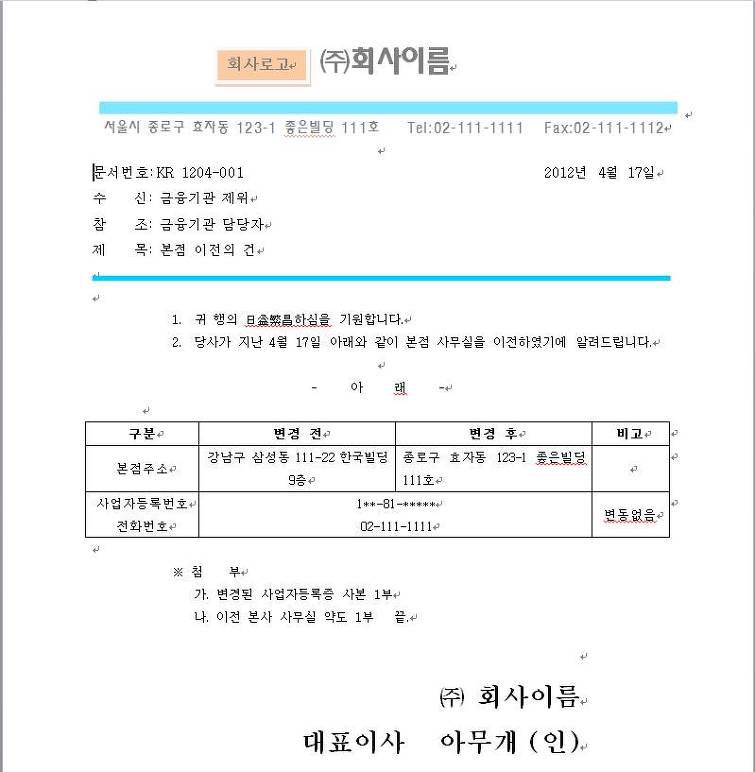 회사로고 ㈜회사이름
서울시 종로구 효자동 123-1 좋은빌딩 111호 Tel:02-111-1111 Fax:02-111-1112
문서번호:KR 1204-001 2012년 4월 17일
수 신: 금융기관 제위
참 조: 금융기관 담당자
제 목: 본점 이전의 건
1. 귀 행의 日益繁昌하심을 기원합니다.
2. 당사가 지난 4월 17일 아래와 같이 본점 사무실을 이전하였기에 알려드립니다.
- 아 래 -
구분 변경 전 변경 후 비고
본점주소 강남구 삼성동 111-22 한국빌딩 9층 종로구 효자동 123-1 좋은빌딩 111호
사업자등록번호 1**-81-*****
전화번호 02-111-1111 변동없음
※ 첨 부
가. 변경된 사업자등록증 사본 1부
나. 이전 본사 사무실 약도 1부 끝.
㈜ 회사이름
대표이사 아무개 (인)